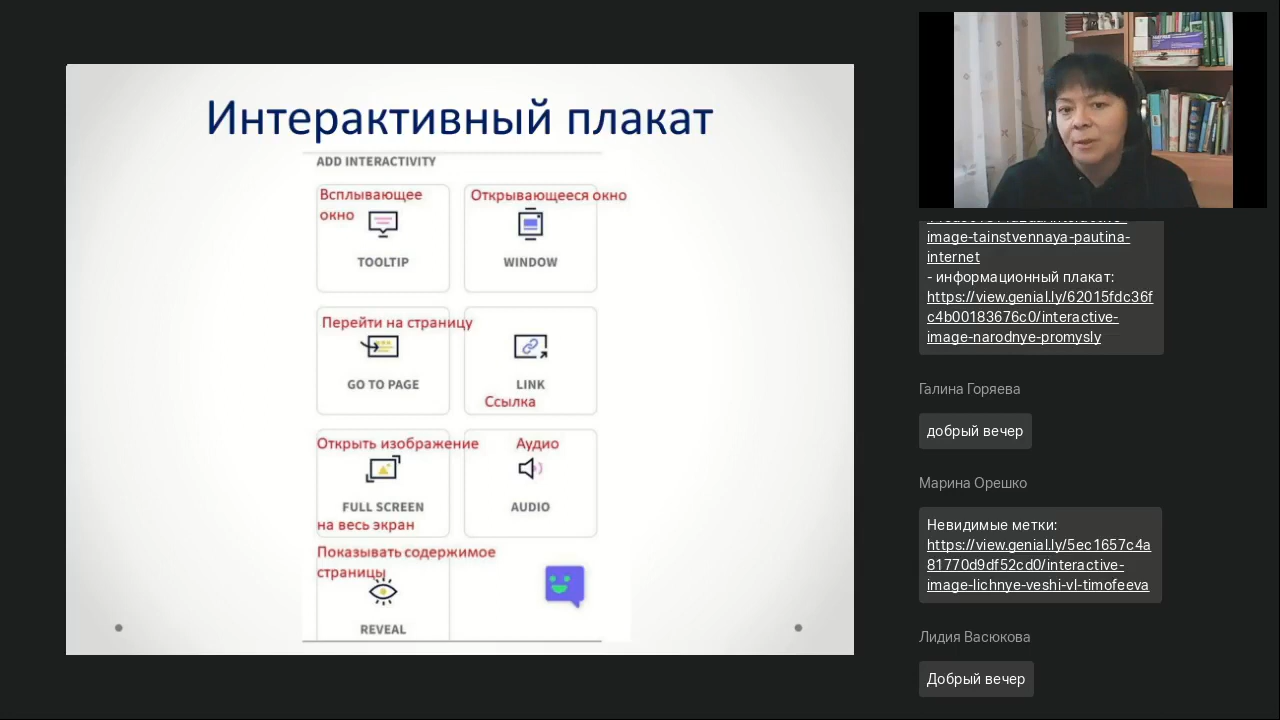 Интерактивный плакат
ADD INTERACTIVITY
Всплывающее
окно
TOOLTIP
Открывающееся окно
WINDOW
Перейти на страницу
GO TO PAGE
LINK
Ссылка
Открыть изображение
FULL SCREEN
на весь экран
Аудио
AUDIO
Показывать содержимое
страницы
REVEAL
image-tainstvennaya-pautina-
internet
- информационный плакат:
https://view.genial.ly/62015fdc36f
c4b00183676c0/interactive-
image-narodnye-promysly
Галина Горяева
добрый вечер
Марина Орешко
Невидимые метки:
https://view.genial.ly/5ec1657c4a
81770d9df52cd0/interactive-
image-lichnye-veshi-vl-timofeeva
Лидия Васюкова
Добрый вечер